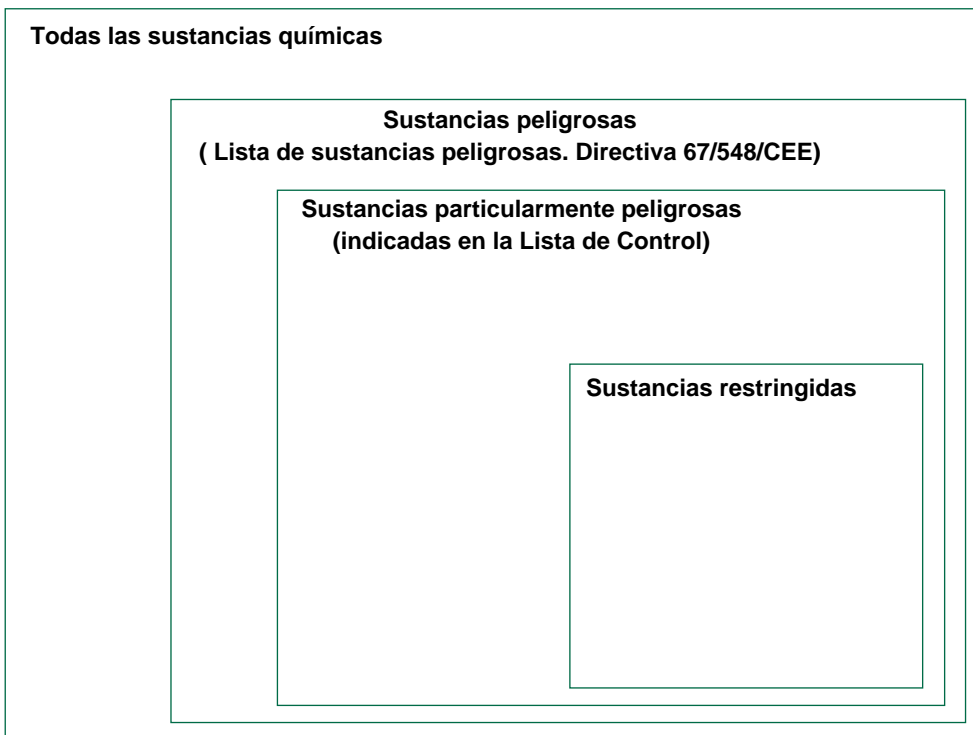 Todas las sustancias químicas
Sustancias peligrosas
( Lista de sustancias peligrosas. Directiva 67/548/CEE)
Sustancias particularmente peligrosas
(indicadas en la Lista de Control)
Sustancias restringidas